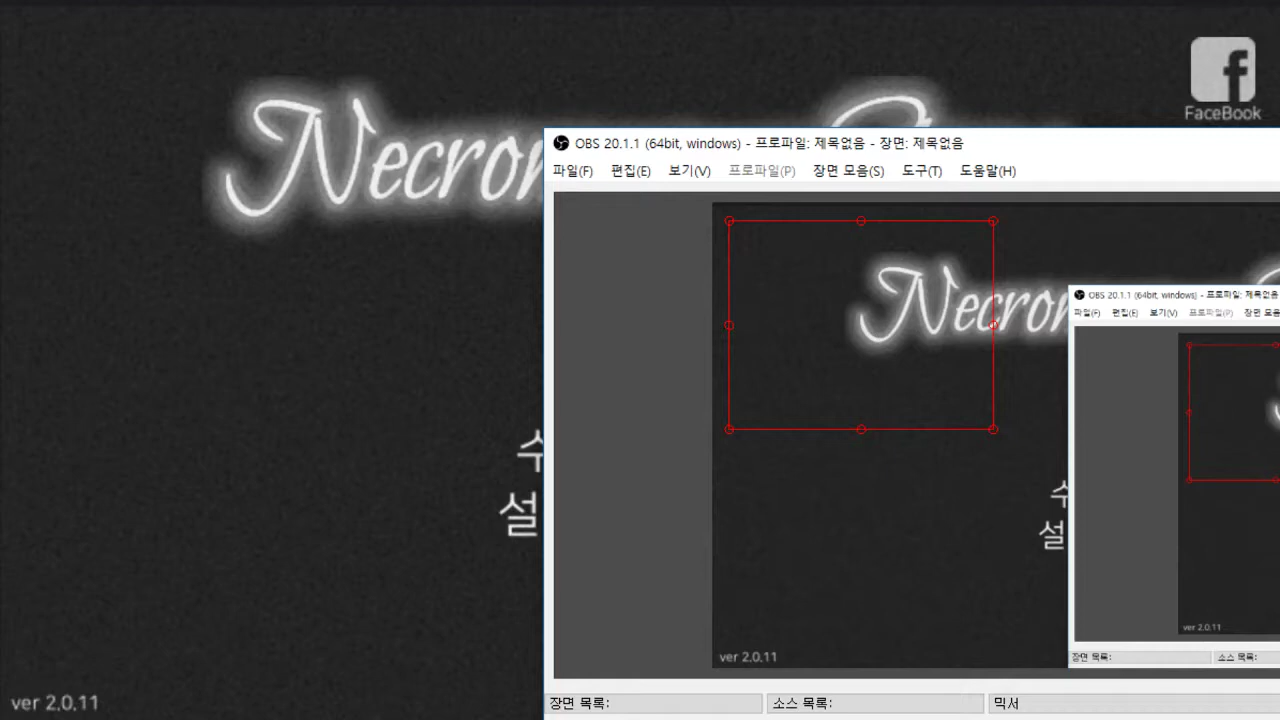 FaceBook
Necron
OBS 20.1.1 (64bit, windows) - 프로파일: 제목없음 - 장면: 제목없음
파일(F) 편집(E) 보기(V) 프로파일(P) 장면 모음(S) 도구(T) 도움말(H)
Necron
OBS 20.1.1 (64bit, windows) - 프로파일: 제목없음
파일(F) 편집(E) 보기(V) 프로파일(P) 장면 모음
수
설
수
설
ver 2.0.11
ver 2.0.11
장면 목록: 소스 목록:
ver 2.0.11
장면 목록: 소스 목록: 믹서